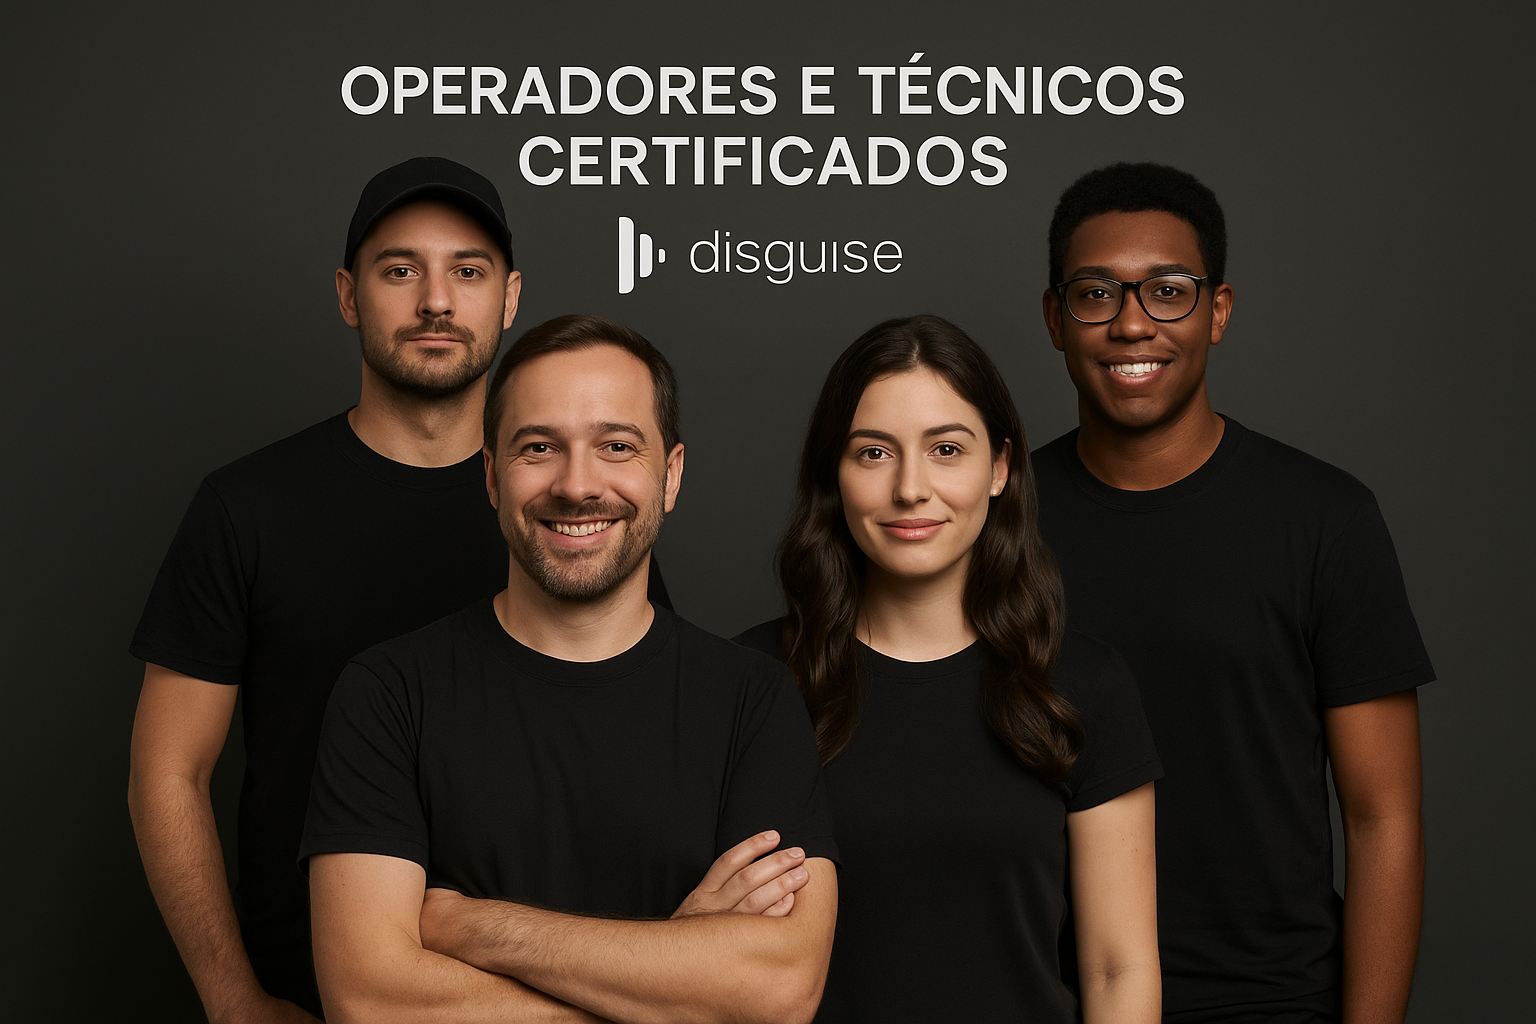 OPERADORES E TÉCNICOS
CERTIFICADOS
disguise